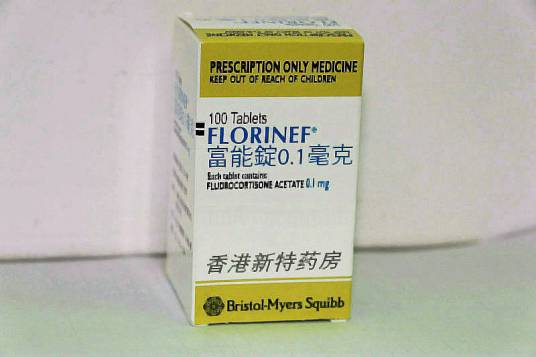 PRESCRIPTION ONLY MEDICINE
KEEP OUT OF REACH OF CHILDREN
100 Tablets
FLORINEF®
富能錠0.1毫克
Each tablet contains:
FLUDROCORTISONE ACETATE 0.1 mg
香港新特药房
Bristol-Myers Squibb